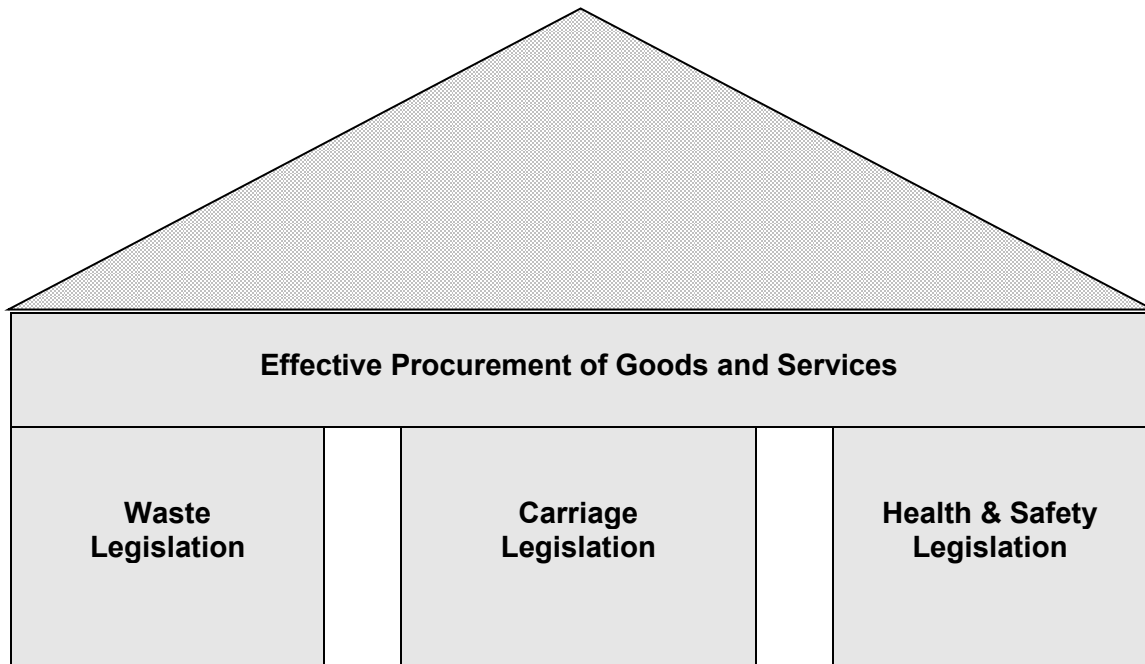 Effective Procurement of Goods and Services
Waste
Legislation
Carriage
Legislation
Health & Safety
Legislation